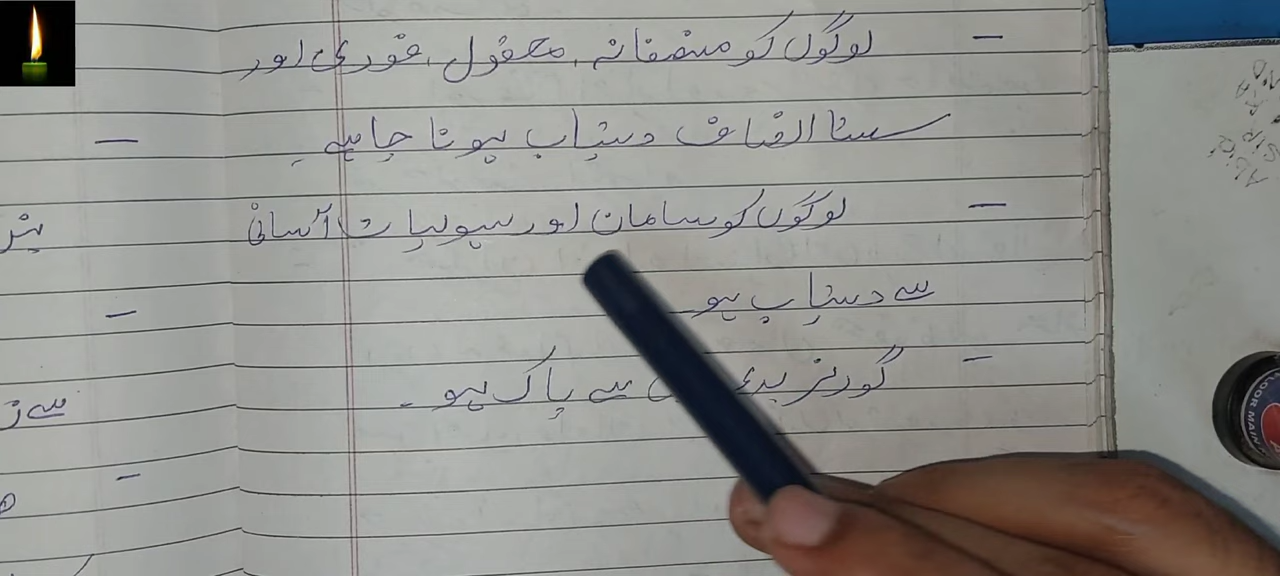 – لوگوں کو منصفانہ، معقول، فوری اور
سستا انصاف دستیاب ہونا چاہیے
– لوگوں کو سامان اور سہولیات آسانی
سے دستیاب ہو
– گورنر سے پاک ہو۔